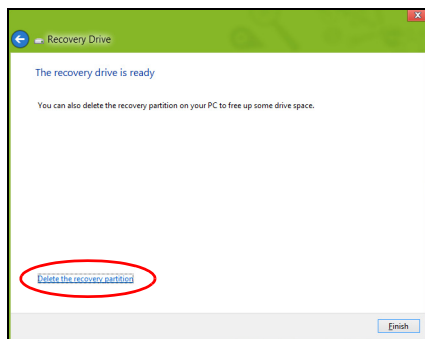 x
Recovery Drive
The recovery drive is ready
You can also delete the recovery partition on your PC to free up some drive space.
Delete the recovery partition
Finish